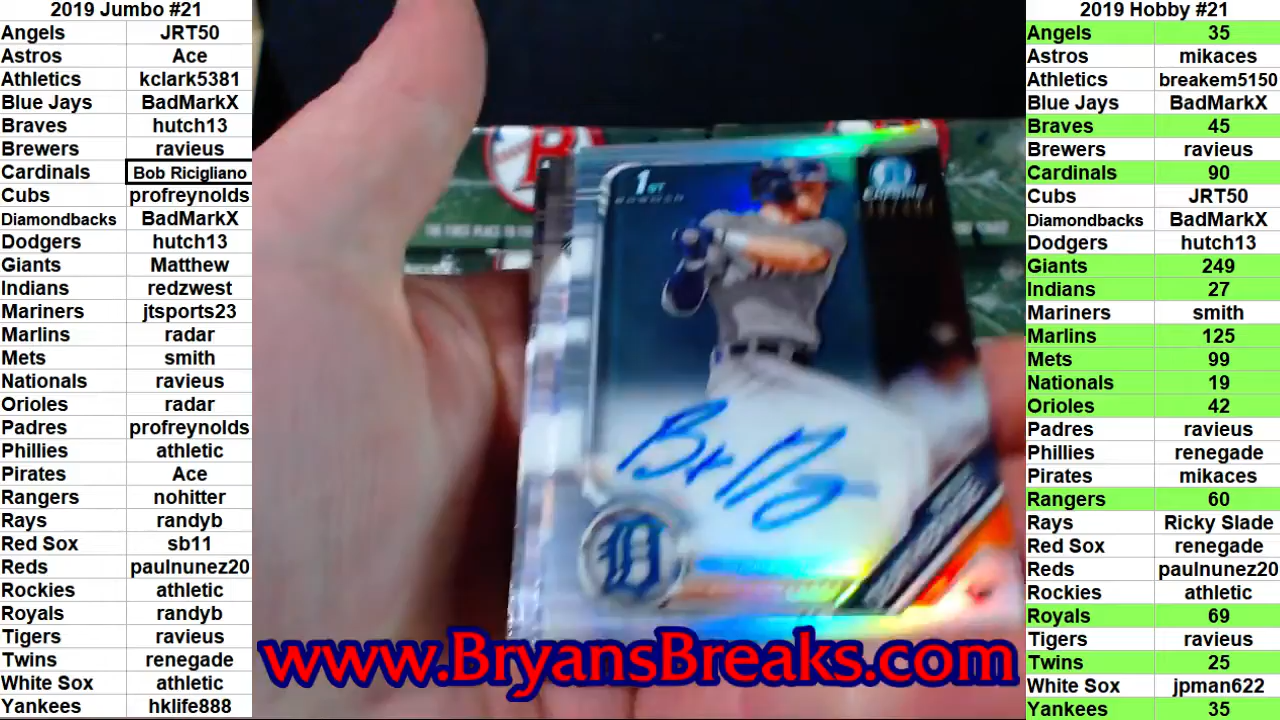 2019 Jumbo #21
Angels JRT50
Astros Ace
Athletics kclark5381
Blue Jays BadMarkX
Braves hutch13
Brewers ravieus
Cardinals Bob Ricigliano
Cubs profreynolds
Diamondbacks BadMarkX
Dodgers hutch13
Giants Matthew
Indians redzwest
Mariners jtsports23
Marlins radar
Mets smith
Nationals ravieus
Orioles radar
Padres profreynolds
Phillies athletic
Pirates Ace
Rangers nohitter
Rays randyb
Red Sox sb11
Reds paulnunez20
Rockies athletic
Royals randyb
Tigers ravieus
Twins renegade
White Sox athletic
Yankees hklife888
1ST
BOWMAN
CHROME
D
www.BryansBreaks.com
2019 Hobby #21
Angels 35
Astros mikaces
Athletics breakem5150
Blue Jays BadMarkX
Braves 45
Brewers ravieus
Cardinals 90
Cubs JRT50
Diamondbacks BadMarkX
Dodgers hutch13
Giants 249
Indians 27
Mariners smith
Marlins 125
Mets 99
Nationals 19
Orioles 42
Padres ravieus
Phillies renegade
Pirates mikaces
Rangers 60
Rays Ricky Slade
Red Sox renegade
Reds paulnunez20
Rockies athletic
Royals 69
Tigers ravieus
Twins 25
White Sox jpman622
Yankees 35